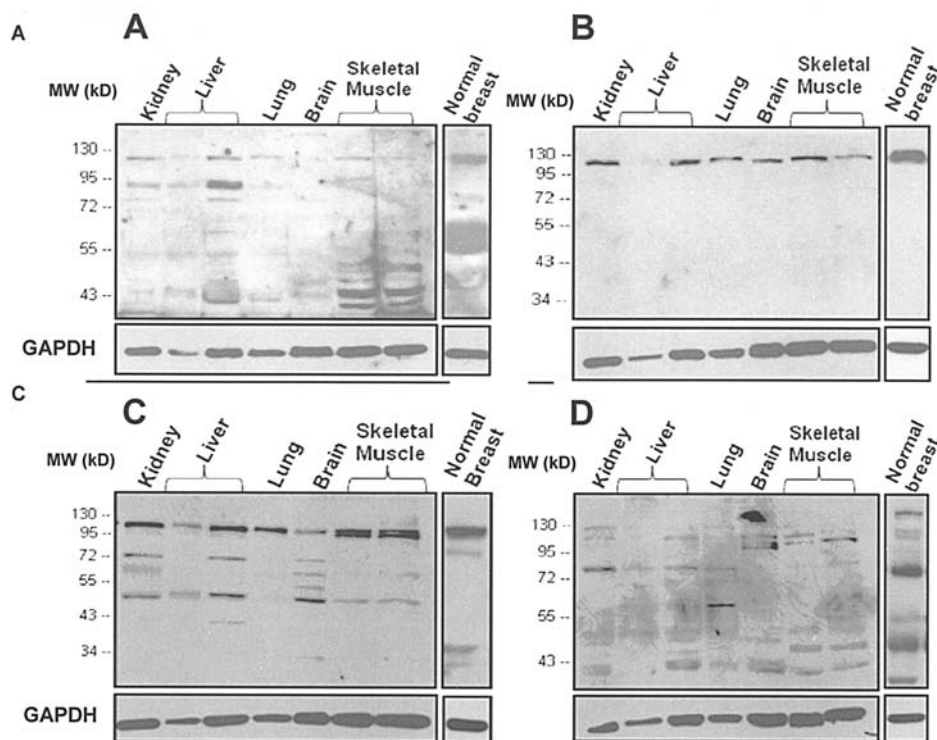 A
A
MW (kD)
Kidney
Liver
Lung
Brain
Skeletal
Muscle
Normal
breast
130 --
95 --
72 --
55 --
43 --
GAPDH
B
MW (kD)
Kidney
Liver
Lung
Brain
Skeletal
Muscle
Normal
breast
130 --
95 --
72 --
55 --
43 --
34 --
C
C
MW (kD)
Kidney
Liver
Lung
Brain
Skeletal
Muscle
Normal
Breast
130 --
95 --
72 --
55 --
43 --
34 --
GAPDH
D
MW (kD)
Kidney
Liver
Lung
Brain
Skeletal
Muscle
Normal
breast
130 --
95 --
72 --
55 --
43 --